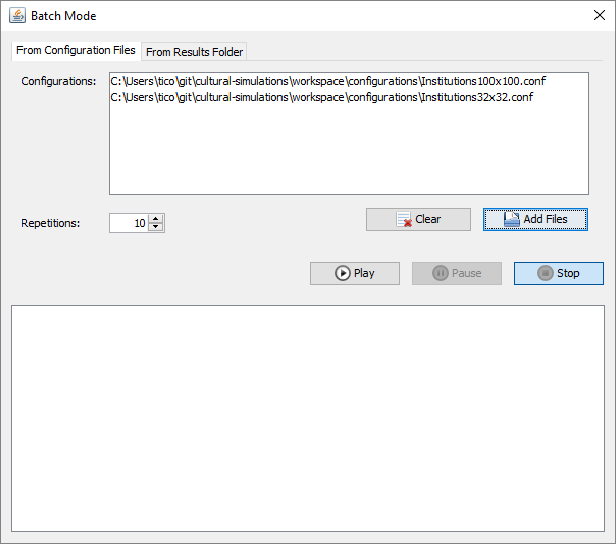 Batch Mode
From Configuration Files
From Results Folder
Configurations:
C:\Users\tico\git\cultural-simulations\workspace\configurations\Institutions100x100.conf
C:\Users\tico\git\cultural-simulations\workspace\configurations\Institutions32x32.conf
Repetitions:
10
Clear
Add Files
Play
Pause
Stop